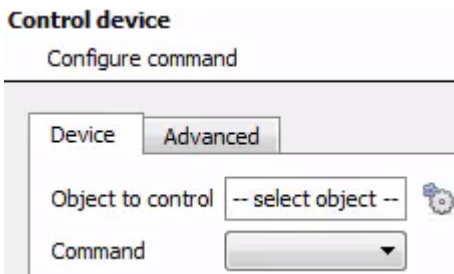 Control device
Configure command
Device Advanced
Object to control -- select object --
Command